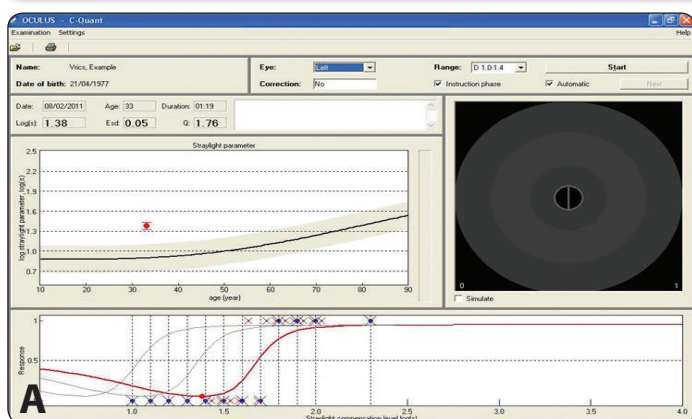 OCULUS - C-Quant
Examination Settings Help
Name: Vrics, Example
Date of birth: 21/04/1977
Eye: Left
Correction: No
Range: D 1.0-1.4
Start
Instruction phase
Automatic
Next
Date: 08/02/2011 Age: 33 Duration: 01:19
Log(s): 1.38 Esd: 0.05 Q: 1.76
Straylight parameter
log straylight parameter, log(s)
2.5
2.2
1.9
1.6
1.3
1.0
0.7
10 20 30 40 50 60 70 80 90
age (year)
0 1
Simulate
Response
1
0.5
A
1.0 1.5 2.0 2.5 3.0 3.5 4.0
Straylight compensation level log(s)